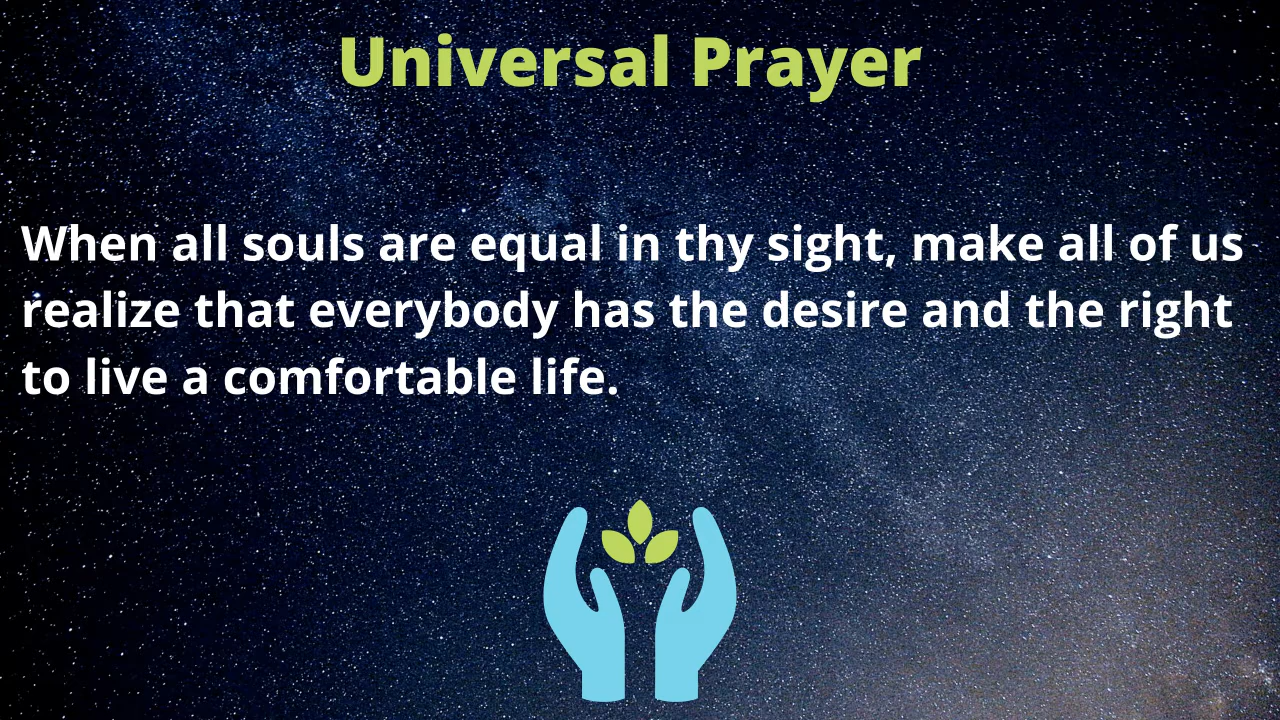 Universal Prayer
When all souls are equal in thy sight, make all of us
realize that everybody has the desire and the right
to live a comfortable life.